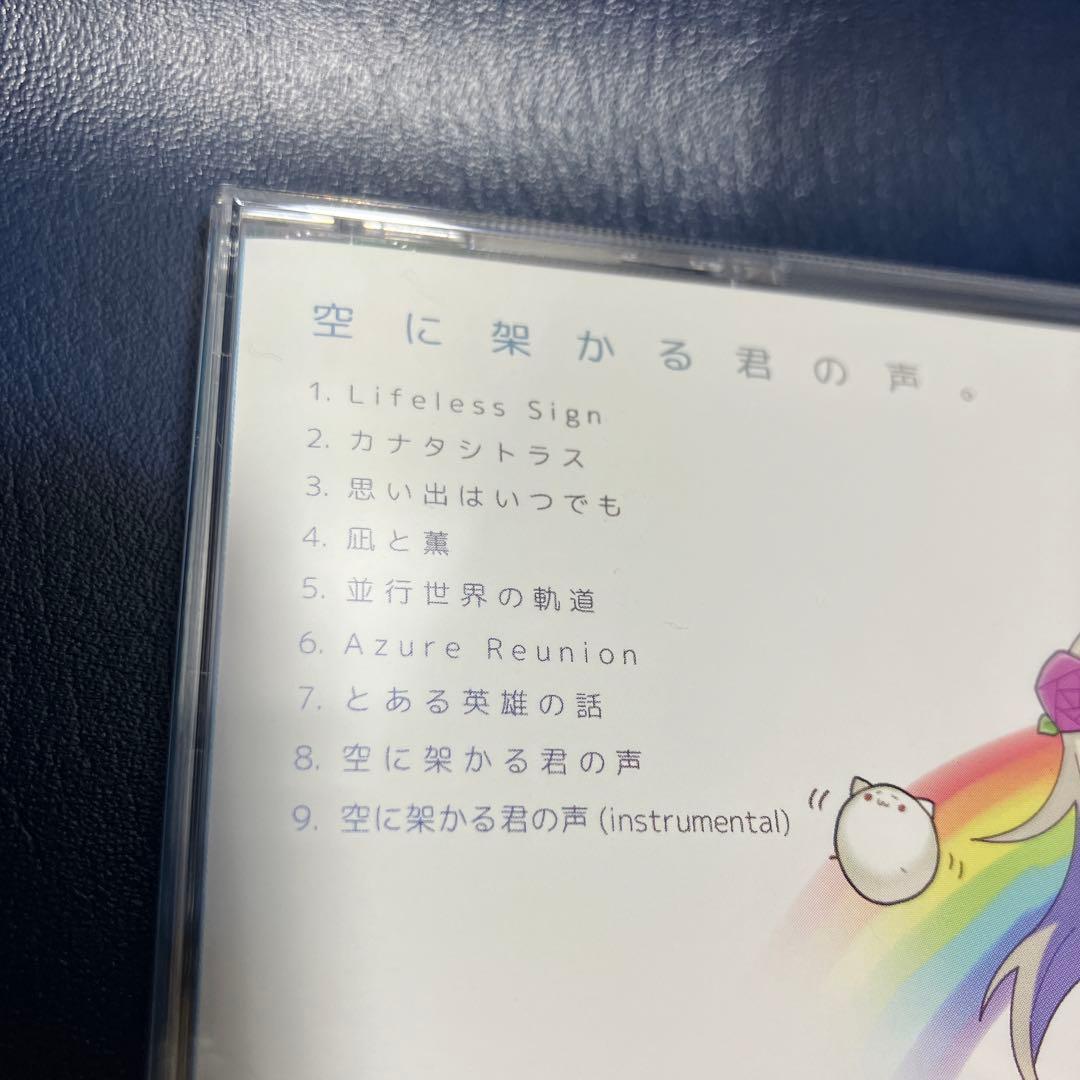 空に架かる君の声。
1. Lifeless Sign
2. カナタシトラス
3. 思い出はいつでも
4. 凪と薫
5. 並行世界の軌道
6. Azure Reunion
7. とある英雄の話
8. 空に架かる君の声
9. 空に架かる君の声 (instrumental)